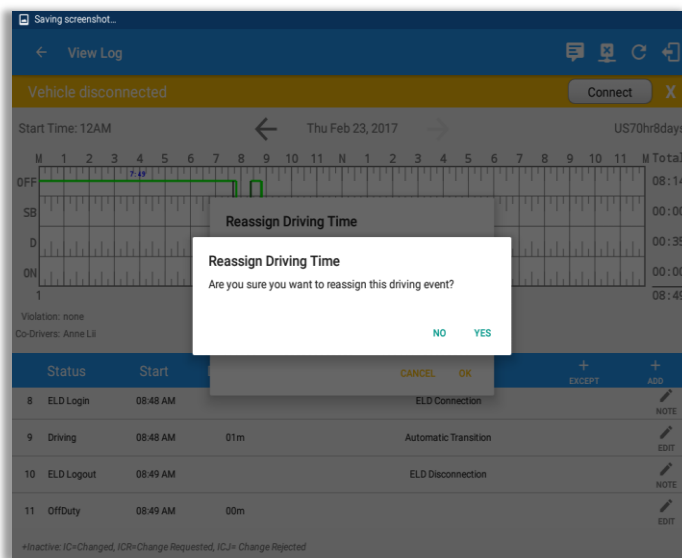 Saving screenshot...
View Log
Vehicle disconnected
Connect
X
Start Time: 12AM
Thu Feb 23, 2017
US70hr8days
M 1 2 3 4 5 6 7 8 9 10 11 N 1 2 3 4 5 6 7 8 9 10 11 M Total
7:49
OFF 08:14
SB 00:00
D
ON 00:00
08:49
1
Reassign Driving Time
Reassign Driving Time
Are you sure you want to reassign this driving event?
NO YES
Violation: none
Co-Drivers: Anne Lii
CANCEL OK
Status Start
+ EXCEPT
+ ADD
8 ELD Login 08:48 AM ELD Connection NOTE
9 Driving 08:48 AM 01m Automatic Transition EDIT
10 ELD Logout 08:49 AM ELD Disconnection NOTE
11 OffDuty 08:49 AM 00m EDIT
+Inactive: IC=Changed, ICR=Change Requested, ICJ= Change Rejected